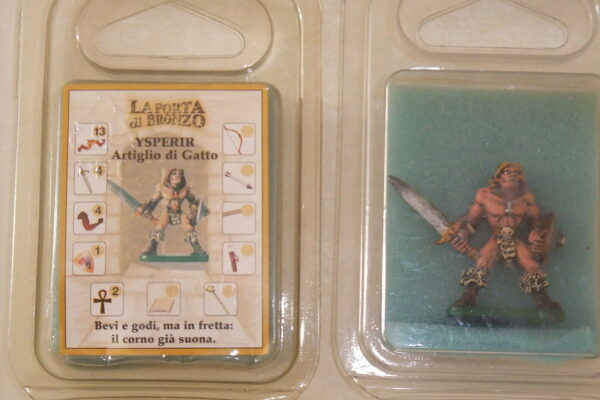 LA PORTA
di BRONZO
YSPERIR
Artiglio di Gatto
13
4
4
1
2
Bevi e godi, ma in fretta:
il corno già suona.